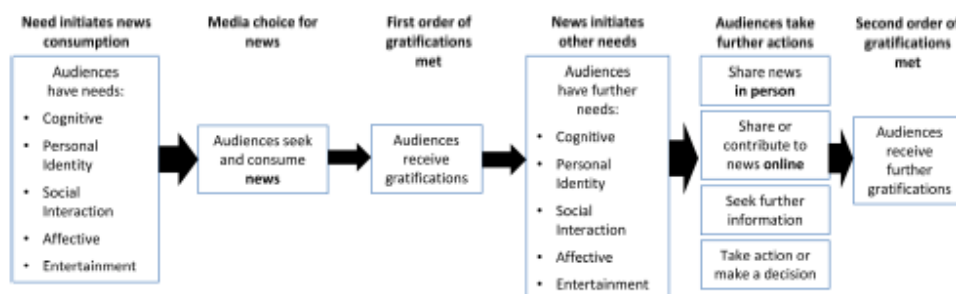 Need initiates news
consumption
Audiences
have needs:
• Cognitive
• Personal
Identity
• Social
Interaction
• Affective
• Entertainment
Media choice for
news
Audiences seek
and consume
news
First order of
gratifications
met
Audiences
receive
gratifications
News initiates
other needs
Audiences
have further
needs:
• Cognitive
• Personal
Identity
• Social
Interaction
• Affective
• Entertainment
Audiences take
further actions
Share news
in person
Share or
contribute to
news online
Seek further
information
Take action or
make a decision
Second order of
gratifications
met
Audiences
receive
further
gratifications